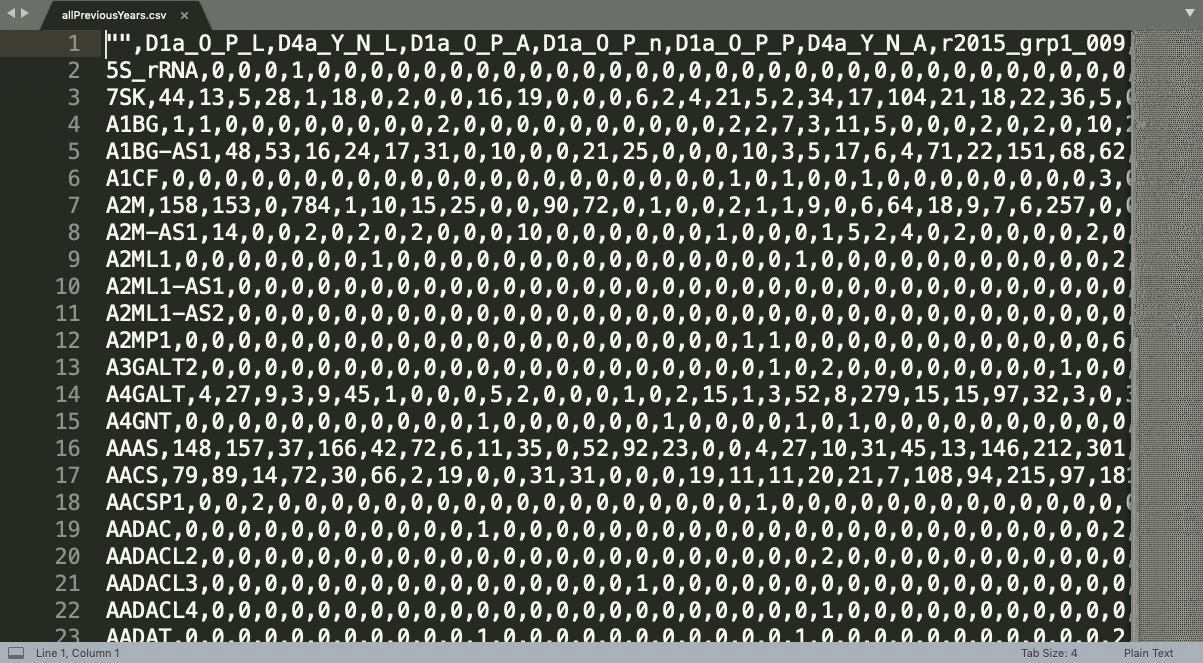 allPreviousYears.csv
1 "",D1a_O_P_L,D4a_Y_N_L,D1a_O_P_A,D1a_O_P_n,D1a_O_P_P,D4a_Y_N_A,r2015_grp1_009,
2 5S_rRNA,0,0,0,1,0,0,0,0,0,0,0,0,0,0,0,0,0,0,0,0,0,0,0,0,0,0,0,0,0,0,0,0,0,0,0,
3 7SK,44,13,5,28,1,18,0,2,0,0,16,19,0,0,0,6,2,4,21,5,2,34,17,104,21,18,22,36,5,
4 A1BG,1,1,0,0,0,0,0,0,0,0,2,0,0,0,0,0,0,0,0,0,0,2,2,7,3,11,5,0,0,0,2,0,2,0,10,
5 A1BG-AS1,48,53,16,24,17,31,0,10,0,0,21,25,0,0,0,10,3,5,17,6,4,71,22,151,68,62,
6 A1CF,0,0,0,0,0,0,0,0,0,0,0,0,0,0,0,0,0,0,0,0,0,1,0,1,0,0,1,0,0,0,0,0,0,0,0,3,
7 A2M,158,153,0,784,1,10,15,25,0,0,90,72,0,1,0,0,2,1,1,9,0,6,64,18,9,7,6,257,0,
8 A2M-AS1,14,0,0,2,0,2,0,2,0,0,0,10,0,0,0,0,0,0,1,0,0,0,1,5,2,4,0,2,0,0,0,0,2,0,
9 A2ML1,0,0,0,0,0,0,0,1,0,0,0,0,0,0,0,0,0,0,0,0,0,0,0,1,0,0,0,0,0,0,0,0,0,0,0,2,
10 A2ML1-AS1,0,0,0,0,0,0,0,0,0,0,0,0,0,0,0,0,0,0,0,0,0,0,0,0,0,0,0,0,0,0,0,0,0,0,
11 A2ML1-AS2,0,0,0,0,0,0,0,0,0,0,0,0,0,0,0,0,0,0,0,0,0,0,0,0,0,0,0,0,0,0,0,0,0,0,
12 A2MP1,0,0,0,0,0,0,0,0,0,0,0,0,0,0,0,0,0,0,0,0,0,1,1,0,0,0,0,0,0,0,0,0,0,0,0,6,
13 A3GALT2,0,0,0,0,0,0,0,0,0,0,0,0,0,0,0,0,0,0,0,0,0,1,0,2,0,0,0,0,0,0,0,0,1,0,0,
14 A4GALT,4,27,9,3,9,45,1,0,0,0,5,2,0,0,0,1,0,2,15,1,3,52,8,279,15,15,97,32,3,0,
15 A4GNT,0,0,0,0,0,0,0,0,0,0,0,1,0,0,0,0,0,0,1,0,0,0,0,1,0,1,0,0,0,0,0,0,0,0,0,0,
16 AAAS,148,157,37,166,42,72,6,11,35,0,52,92,23,0,0,4,27,10,31,45,13,146,212,301,
17 AACS,79,89,14,72,30,66,2,19,0,0,31,31,0,0,0,19,11,11,20,21,7,108,94,215,97,18
18 AACSP1,0,0,2,0,0,0,0,0,0,0,0,0,0,0,0,0,0,0,0,0,0,1,0,0,0,0,0,0,0,0,0,0,0,0,0,
19 AADAC,0,0,0,0,0,0,0,0,0,0,0,1,0,0,0,0,0,0,0,0,0,0,0,0,0,0,0,0,0,0,0,0,0,0,0,2,
20 AADACL2,0,0,0,0,0,0,0,0,0,0,0,0,0,0,0,0,0,0,0,0,0,0,0,2,0,0,0,0,0,0,0,0,0,0,0,
21 AADACL3,0,0,0,0,0,0,0,0,0,0,0,0,0,0,0,0,1,0,0,0,0,0,0,0,0,0,0,0,0,0,0,0,0,0,0,
22 AADACL4,0,0,0,0,0,0,0,0,0,0,0,0,0,0,0,0,0,0,0,0,0,0,0,1,0,0,0,0,0,0,0,0,0,0,0,
23 AADAT,0,0,0,0,0,0,0,0,0,0,0,1,0,0,0,0,0,0,0,0,0,0,0,1,0,0,0,0,0,0,0,0,0,0,0,2,
Line 1, Column 1 Tab Size: 4 Plain Text